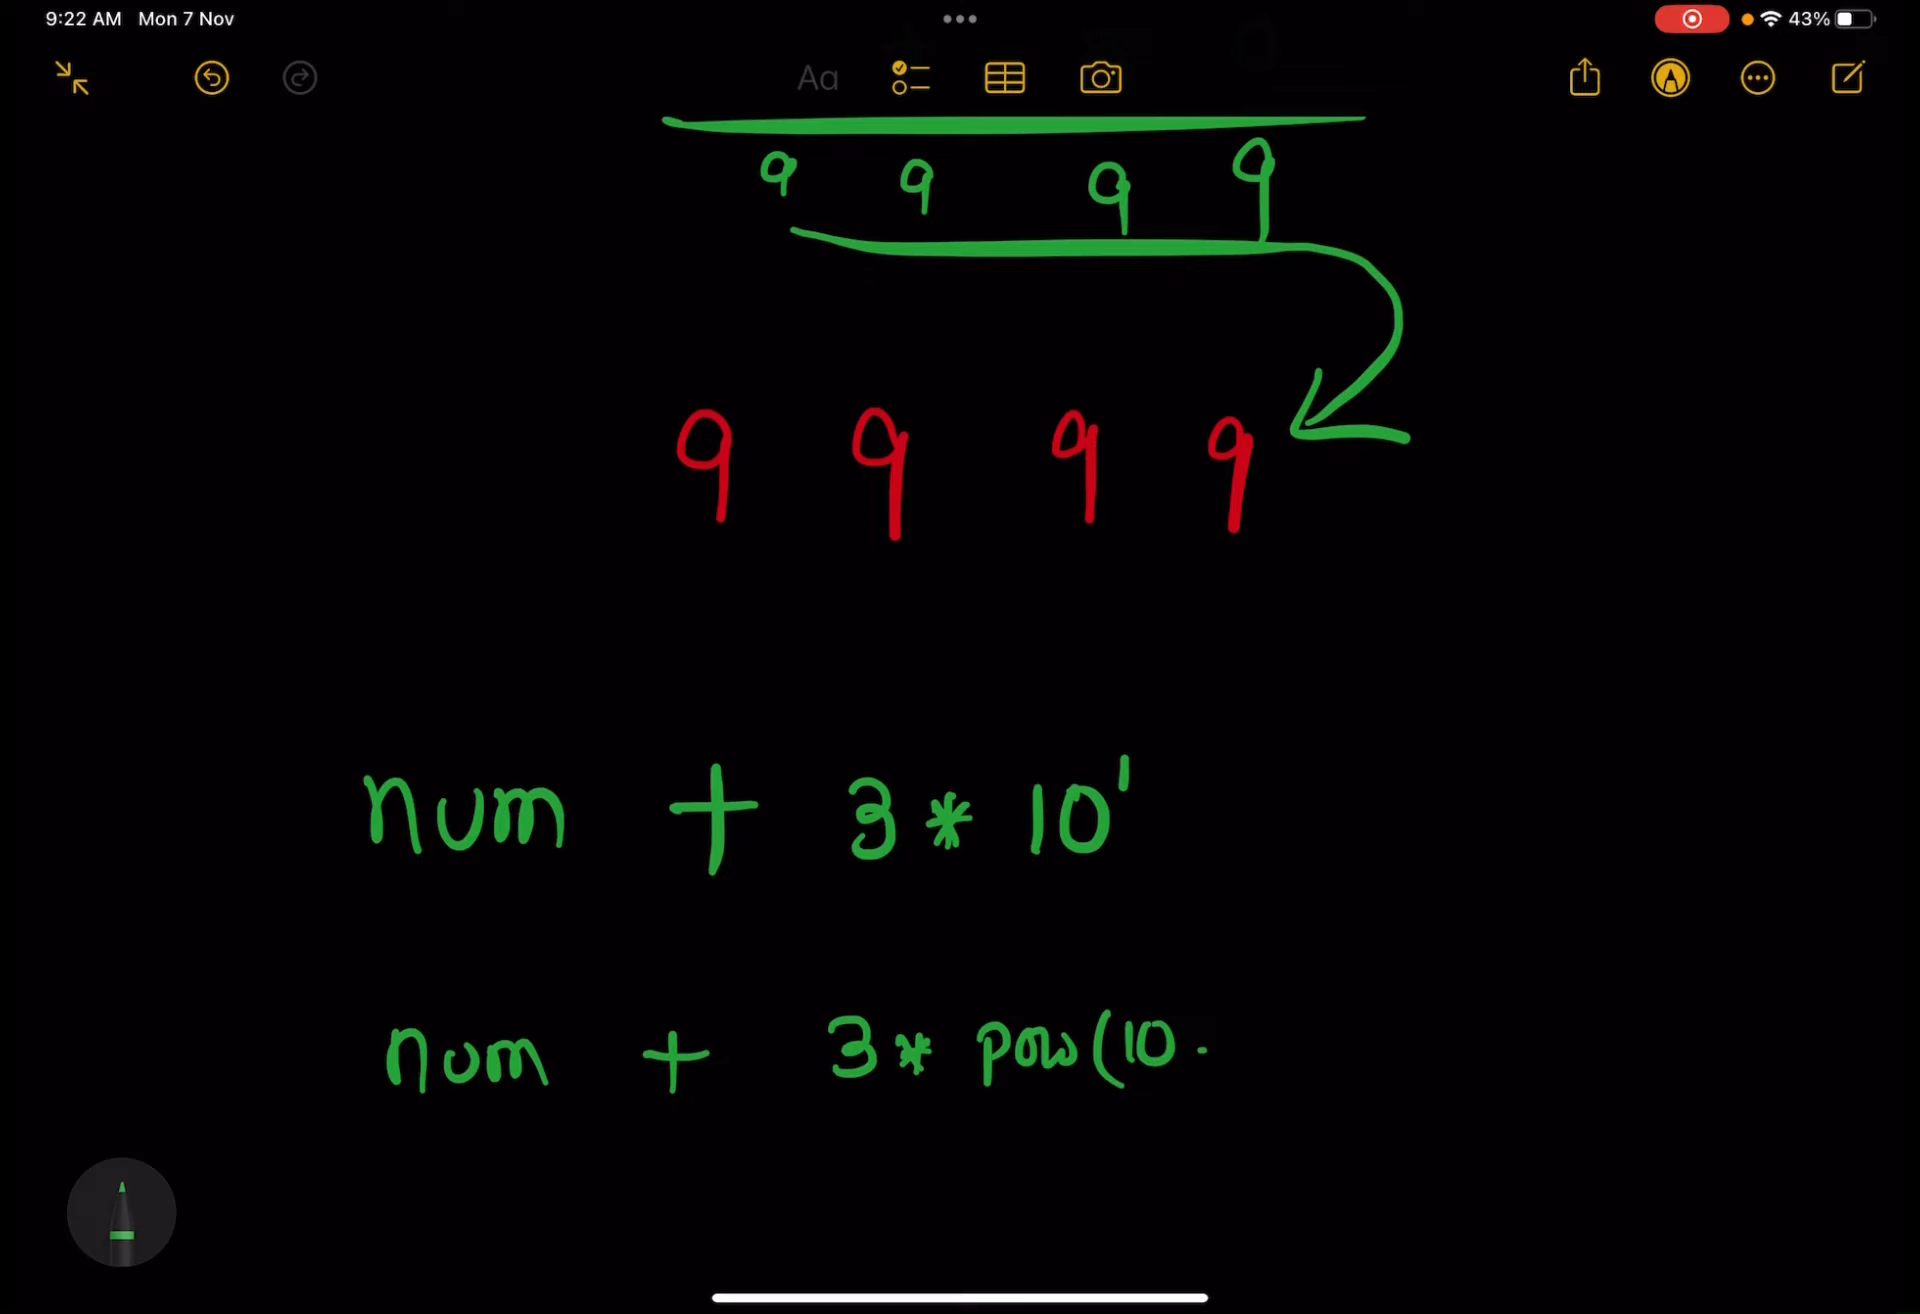 9:22 AM Mon 7 Nov
43%
Aa
9 9 9 9
9 9 9 9
num + 3 * 10¹
num + 3 * pow(10 .